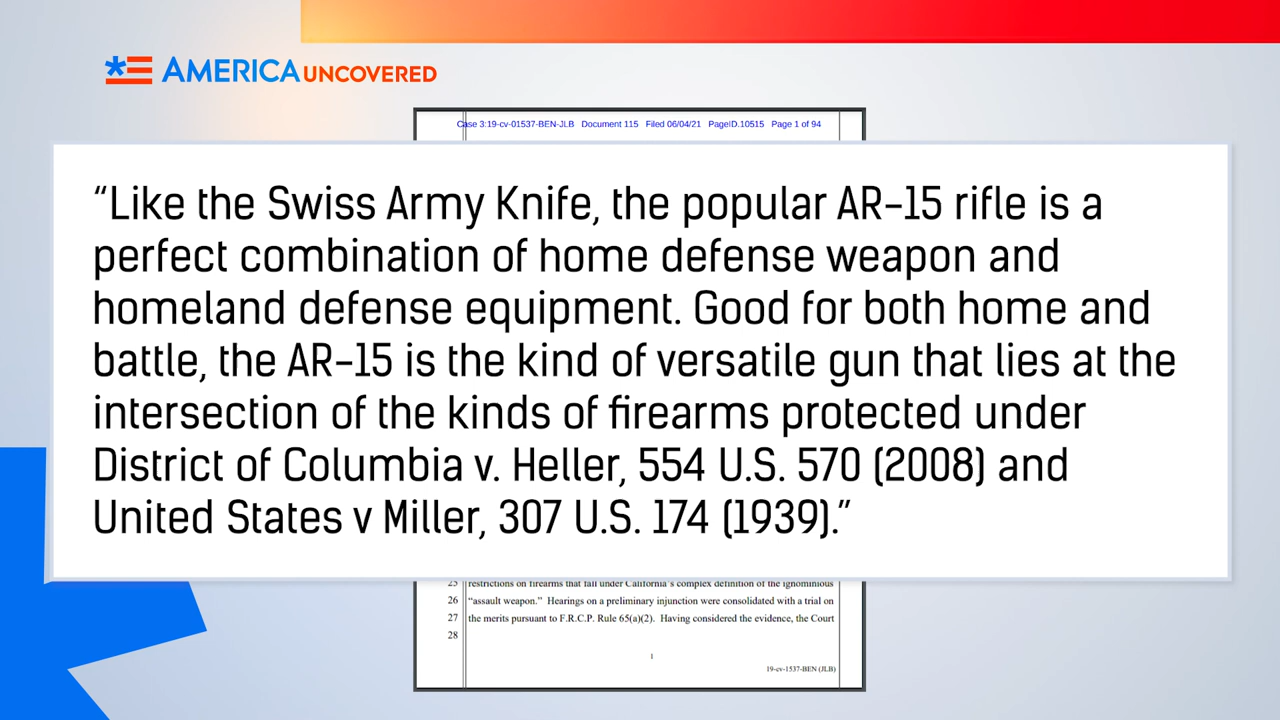 AMERICA UNCOVERED
Case 3:19-cv-01537-BEN-JLB Document 115 Filed 06/04/21 PageID.10515 Page 1 of 94
“Like the Swiss Army Knife, the popular AR-15 rifle is a
perfect combination of home defense weapon and
homeland defense equipment. Good for both home and
battle, the AR-15 is the kind of versatile gun that lies at the
intersection of the kinds of firearms protected under
District of Columbia v. Heller, 554 U.S. 570 (2008) and
United States v Miller, 307 U.S. 174 (1939).”
25 restrictions on firearms that fall under California’s complex definition of the ignominious
26 “assault weapon.” Hearings on a preliminary injunction were consolidated with a trial on
27 the merits pursuant to F.R.C.P. Rule 65(a)(2). Having considered the evidence, the Court
28
1
19-cv-1537-BEN (JLB)